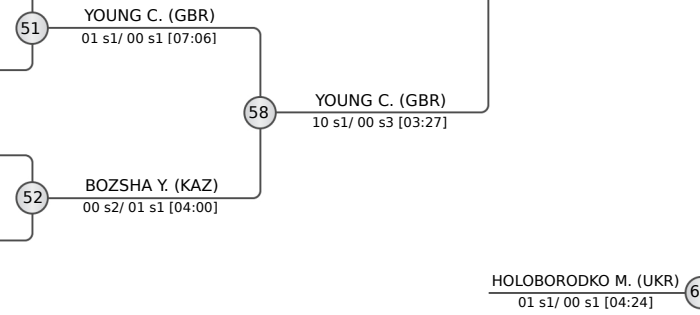 51
YOUNG C. (GBR)
01 s1/ 00 s1 [07:06]
58
YOUNG C. (GBR)
10 s1/ 00 s3 [03:27]
52
BOZSHA Y. (KAZ)
00 s2/ 01 s1 [04:00]
HOLOBORODKO M. (UKR)
01 s1/ 00 s1 [04:24]